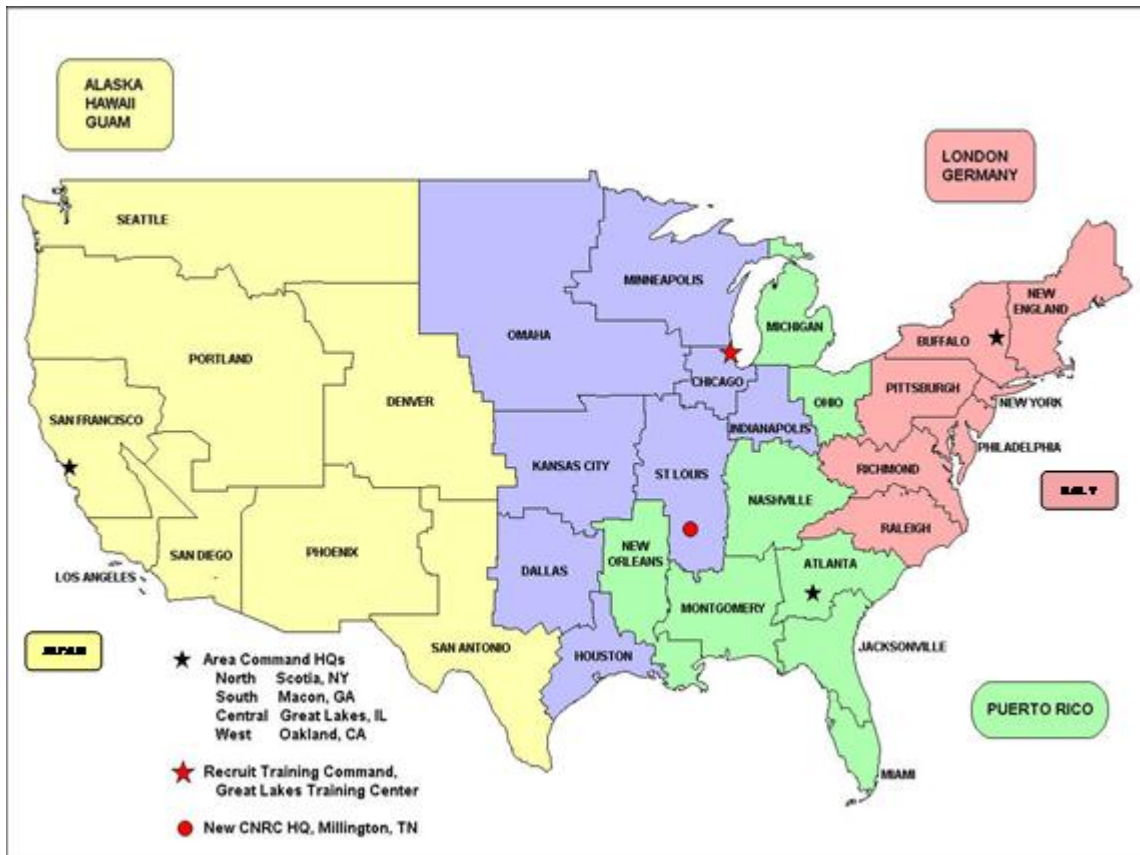 ALASKA
HAWAII
GUAM
LONDON
GERMANY
SEATTLE
MINNEAPOLIS
NEW
ENGLAND
MICHIGAN
OMAHA
BUFFALO
PORTLAND
CHICAGO
PITTSBURGH
DENVER
OHIO
NEW YORK
SAN FRANCISCO
INDIANAPOLIS
PHILADELPHIA
KANSAS CITY
ST LOUIS
RICHMOND
NASHVILLE
RALEIGH
NEW
ORLEANS
SAN DIEGO
PHOENIX
ATLANTA
DALLAS
LOS ANGELES
MONTGOMERY
JACKSONVILLE
SAN ANTONIO
HOUSTON
PUERTO RICO
MIAMI
Area Command HQs
North Scotia, NY
South Macon, GA
Central Great Lakes, IL
West Oakland, CA
Recruit Training Command,
Great Lakes Training Center
New CNRC HQ, Millington, TN